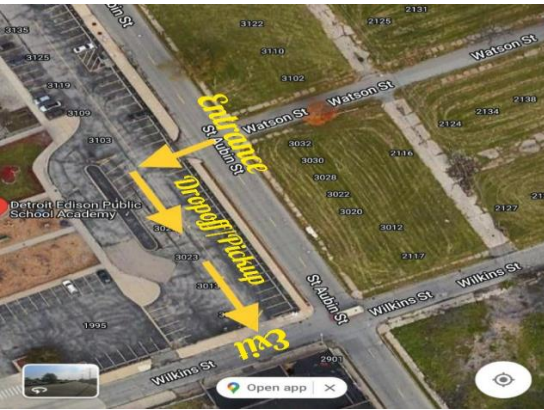 in St
3135
3122
2131
2125
3125
3110
Watson St
3119
3102
Watson St
2138
3109
Entrance
Watson St
2134
2124
3103
St Aubin St
3032
2116
3030
Detroit Edison Public
School Academy
Dropoff/Pickup
3028
3022
3020
2127
3012
3023
2117
St Aubin St
Wilkins St
Wilkins St
1995
Exit
2901
Wilkins St
Open app